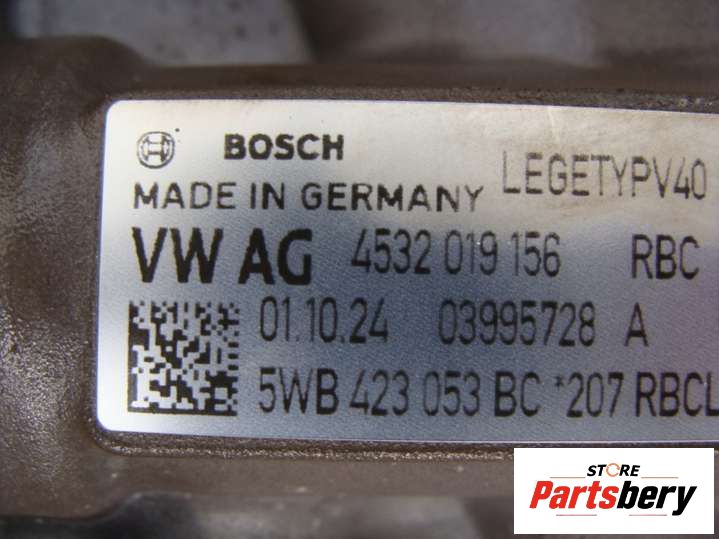 BOSCH LEGETYPV40
MADE IN GERMANY
VW AG 4532 019 156 RBC
01.10.24 03995728 A
5WB 423 053 BC *207 RBCL
STORE
Partsbery